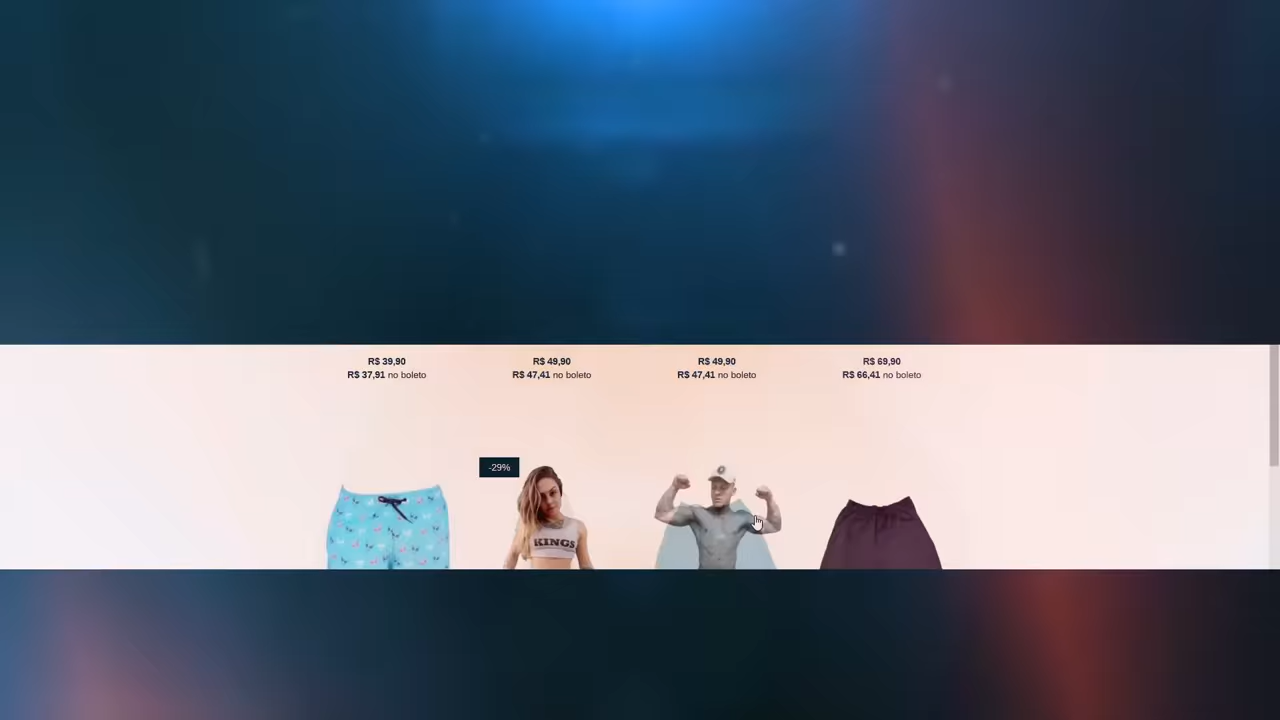 R$ 39,90 R$ 49,90 R$ 49,90 R$ 69,90
R$ 37,91 no boleto R$ 47,41 no boleto R$ 47,41 no boleto R$ 66,41 no boleto
-29%
KINGS